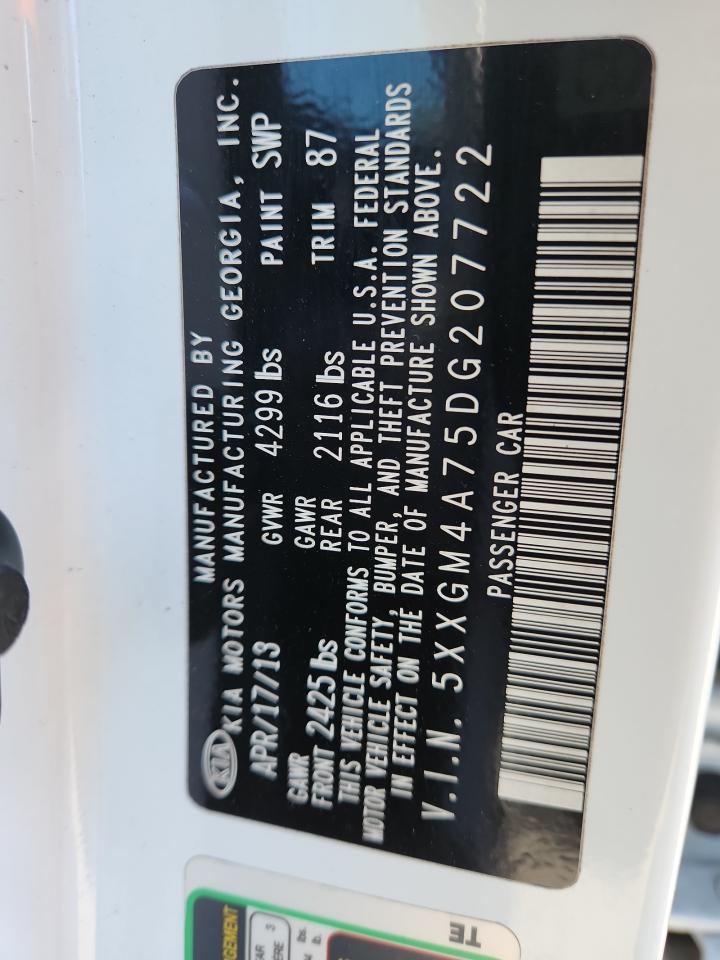 MANUFACTURED BY
KIA KIA MOTORS MANUFACTURING GEORGIA, INC.
APR/17/13 GVWR 4299 lbs PAINT SWP
GAWR FRONT 2425 lbs GAWR REAR 2116 lbs TRIM 87
THIS VEHICLE CONFORMS TO ALL APPLICABLE U.S.A. FEDERAL
MOTOR VEHICLE SAFETY, BUMPER, AND THEFT PREVENTION STANDARDS
IN EFFECT ON THE DATE OF MANUFACTURE SHOWN ABOVE.
V.I.N. 5XXGM4A75DG207722
PASSENGER CAR
TE